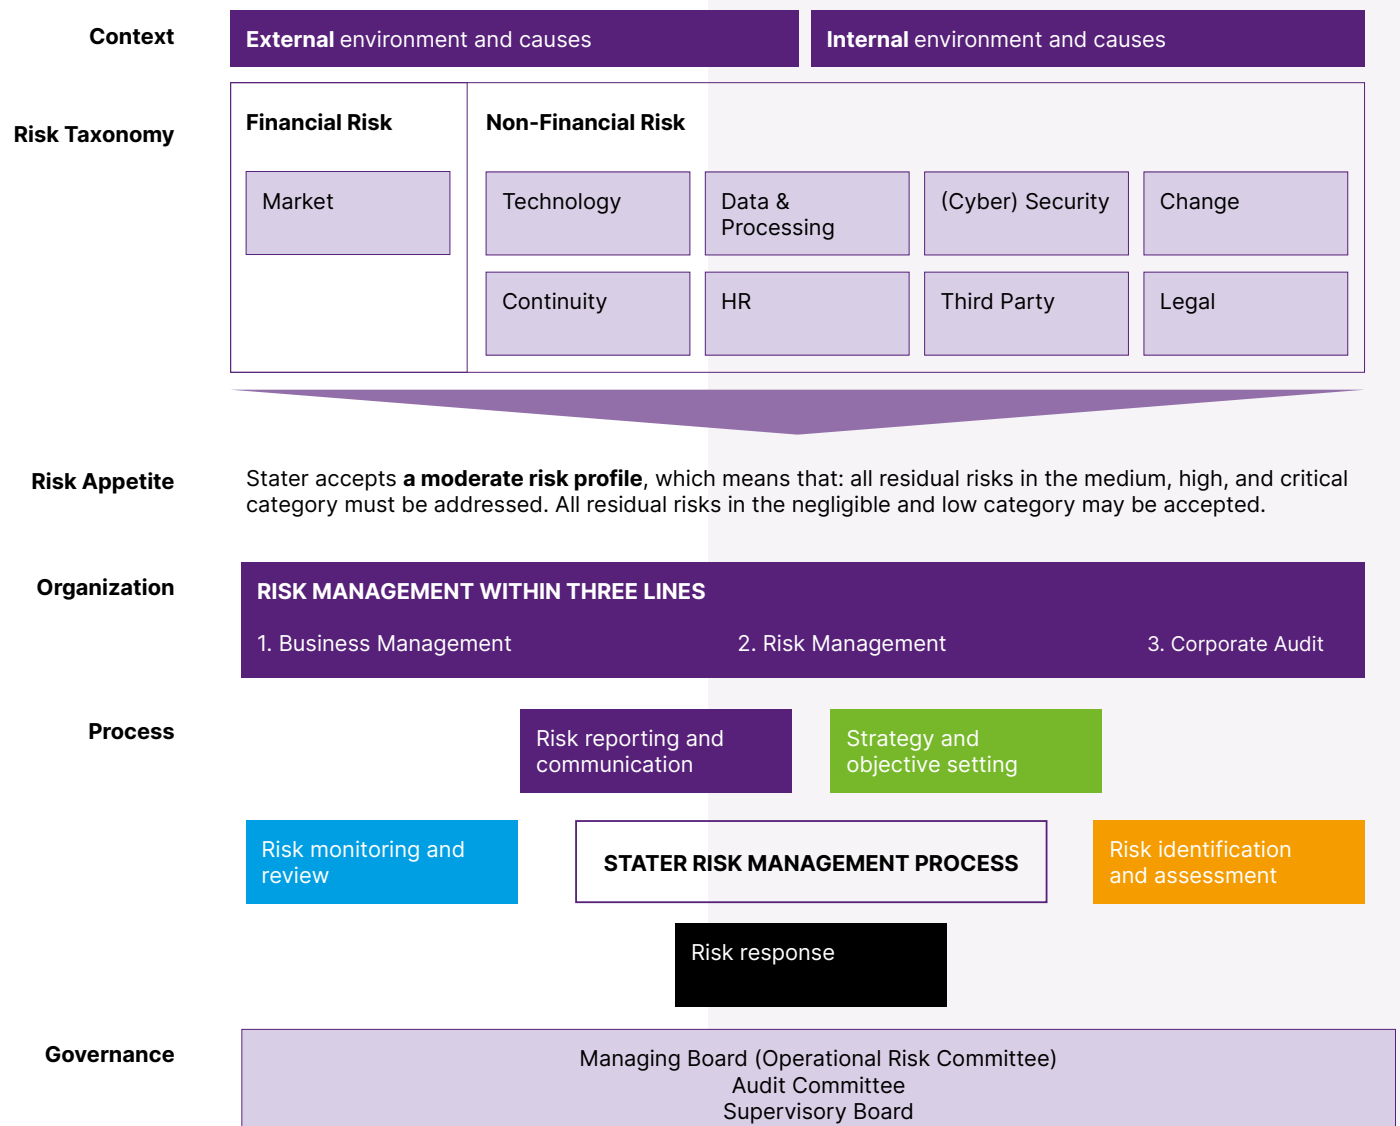 Context
External environment and causes
Internal environment and causes
Risk Taxonomy
Financial Risk
Non-Financial Risk
Market
Technology
Data &
Processing
(Cyber) Security
Change
Continuity
HR
Third Party
Legal
Risk Appetite
Stater accepts a moderate risk profile, which means that: all residual risks in the medium, high, and critical
category must be addressed. All residual risks in the negligible and low category may be accepted.
Organization
RISK MANAGEMENT WITHIN THREE LINES
1. Business Management
2. Risk Management
3. Corporate Audit
Process
Risk reporting and
communication
Strategy and
objective setting
Risk monitoring and
review
STATER RISK MANAGEMENT PROCESS
Risk identification
and assessment
Risk response
Governance
Managing Board (Operational Risk Committee)
Audit Committee
Supervisory Board